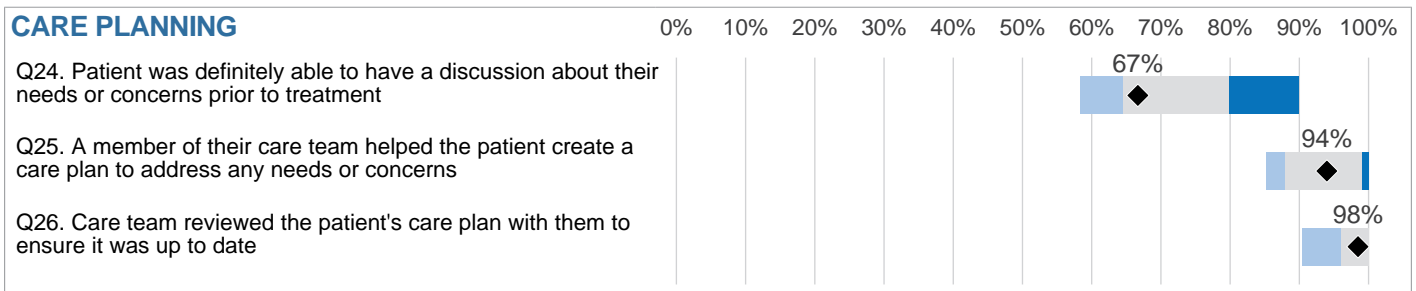 CARE PLANNING
0% 10% 20% 30% 40% 50% 60% 70% 80% 90% 100%
Q24. Patient was definitely able to have a discussion about their
needs or concerns prior to treatment
67%
Q25. A member of their care team helped the patient create a
care plan to address any needs or concerns
94%
Q26. Care team reviewed the patient's care plan with them to
ensure it was up to date
98%